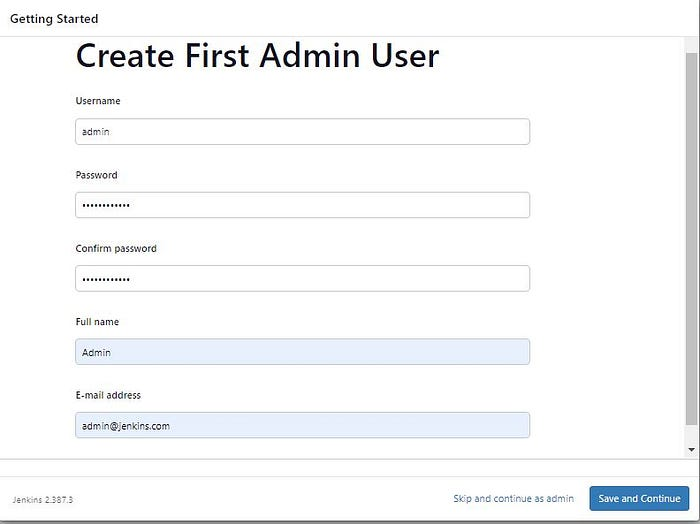 Getting Started
Create First Admin User
Username
admin
Password
••••••••••••
Confirm password
••••••••••••
Full name
Admin
E-mail address
admin@jenkins.com
Jenkins 2.387.3
Skip and continue as admin
Save and Continue